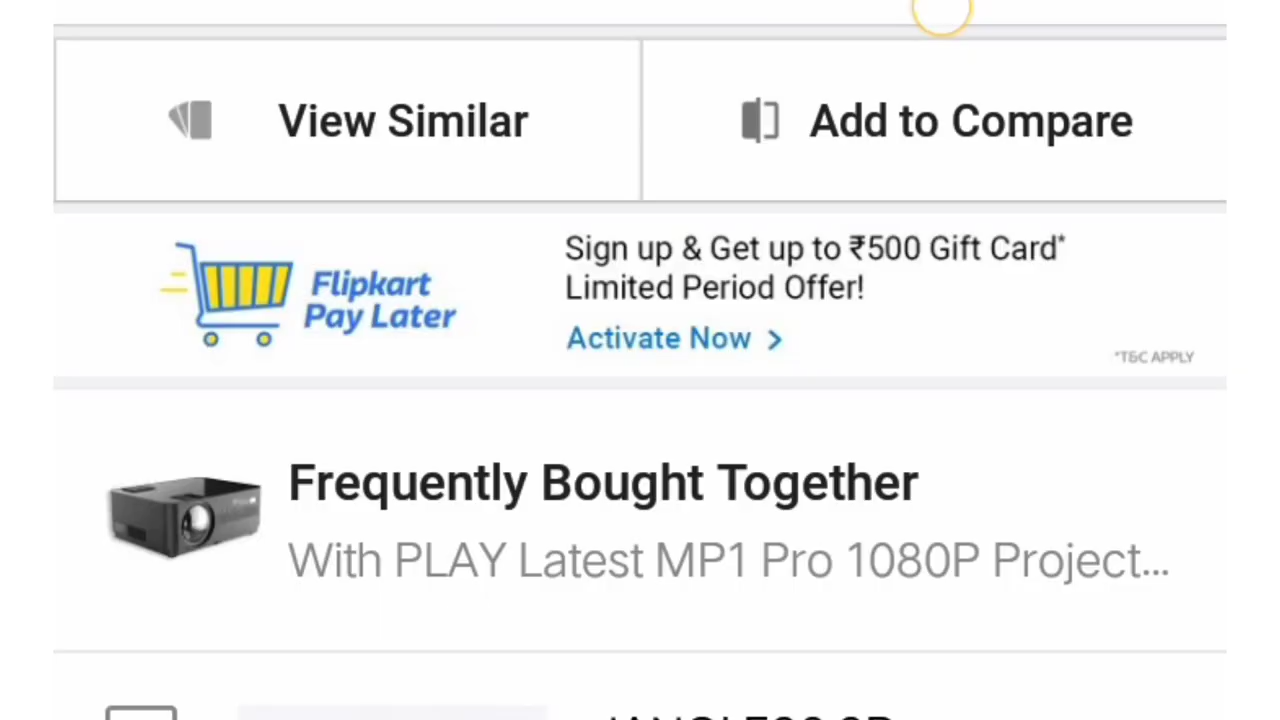 View Similar
Add to Compare
Flipkart
Pay Later
Sign up & Get up to ₹500 Gift Card*
Limited Period Offer!
Activate Now >
*T&C APPLY
Frequently Bought Together
With PLAY Latest MP1 Pro 1080P Project...